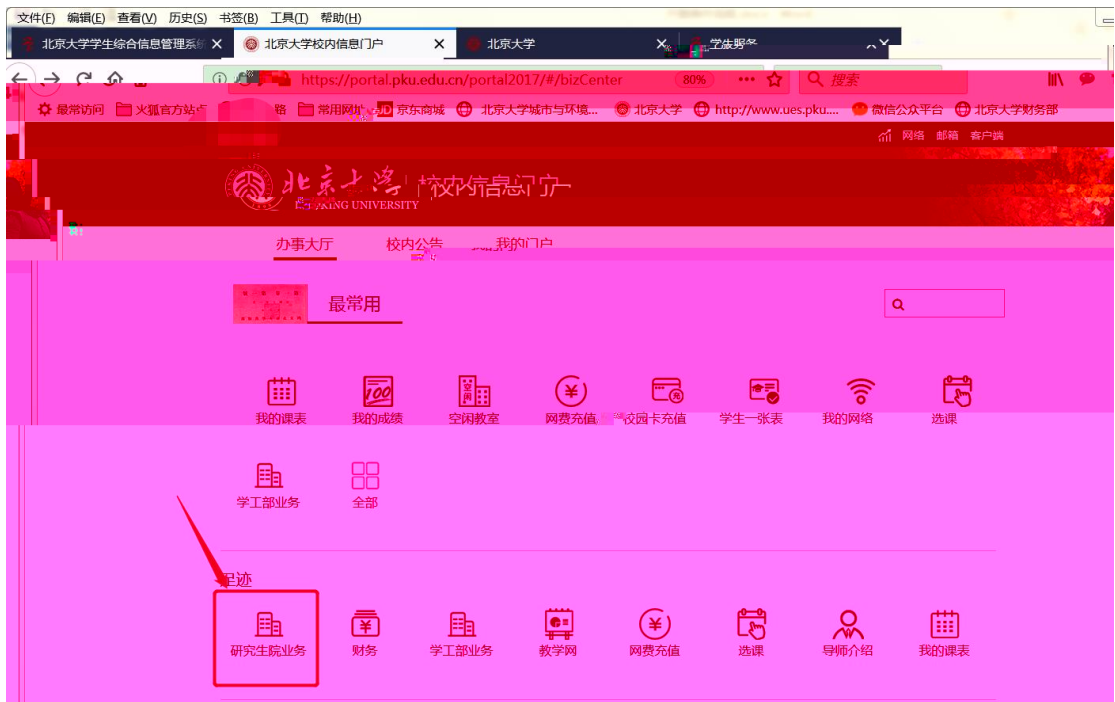 文件(F) 编辑(E) 查看(V) 历史(S) 书签(B) 工具(T) 帮助(H)
北京大学学生综合信息管理系统 北京大学校内信息门户 北京大学
https://portal.pku.edu.cn/portal2017/#/bizCenter 80% 搜索
最常访问 火狐官方站点 常用网址 JD 京东商城 北京大学城市与环境... 北京大学 http://www.ues.pku.... 微信公众平台 北京大学财务部
网络 邮箱 客户端
北京大学 校内信息门户
PEKING UNIVERSITY
办事大厅 校内公告 我的门户
最常用
我的课表 我的成绩 空闲教室 网费充值 校园卡充值 学生一张表 我的网络 选课
学工部业务 全部
足迹
研究生院业务 财务 学工部业务 教学网 网费充值 选课 导师介绍 我的课表